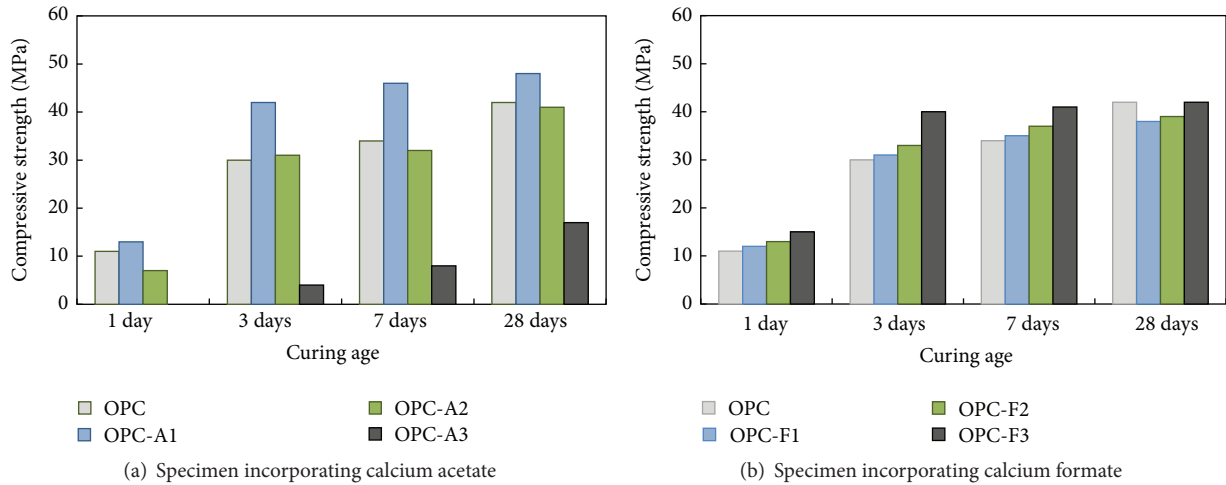 60
50
40
30
20
10
0
Compressive strength (MPa)
1 day 3 days 7 days 28 days
Curing age
OPC OPC-A2
OPC-A1 OPC-A3
(a) Specimen incorporating calcium acetate
60
50
40
30
20
10
0
Compressive strength (MPa)
1 day 3 days 7 days 28 days
Curing age
OPC OPC-F2
OPC-F1 OPC-F3
(b) Specimen incorporating calcium formate